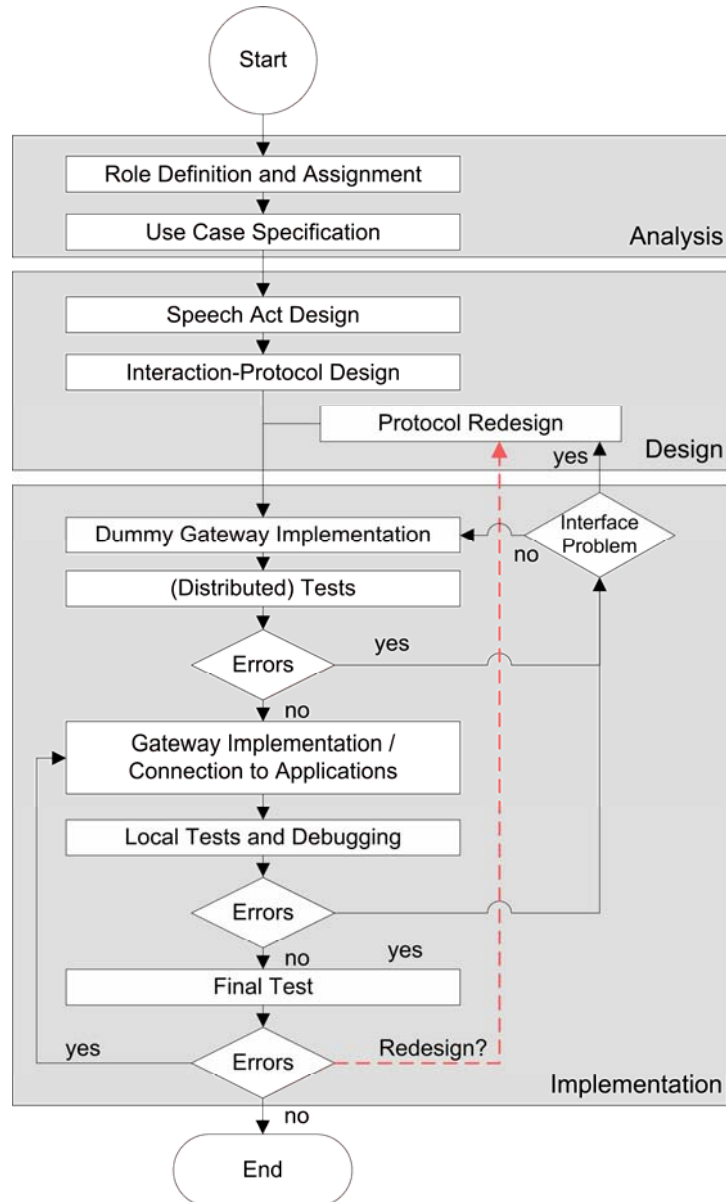 Start
Role Definition and Assignment
Use Case Specification
Analysis
Speech Act Design
Interaction-Protocol Design
Protocol Redesign
yes
Design
Interface
Problem
Dummy Gateway Implementation
no
(Distributed) Tests
Errors
yes
no
Gateway Implementation /
Connection to Applications
Local Tests and Debugging
Errors
no
yes
Final Test
yes
Errors
Redesign?
Implementation
no
End